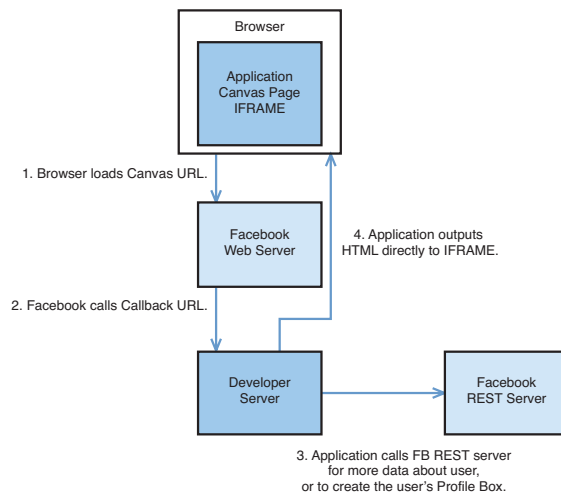 Browser
Application
Canvas Page
IFRAME
1. Browser loads Canvas URL.
Facebook
Web Server
4. Application outputs
HTML directly to IFRAME.
2. Facebook calls Callback URL.
Developer
Server
Facebook
REST Server
3. Application calls FB REST server
for more data about user,
or to create the user's Profile Box.